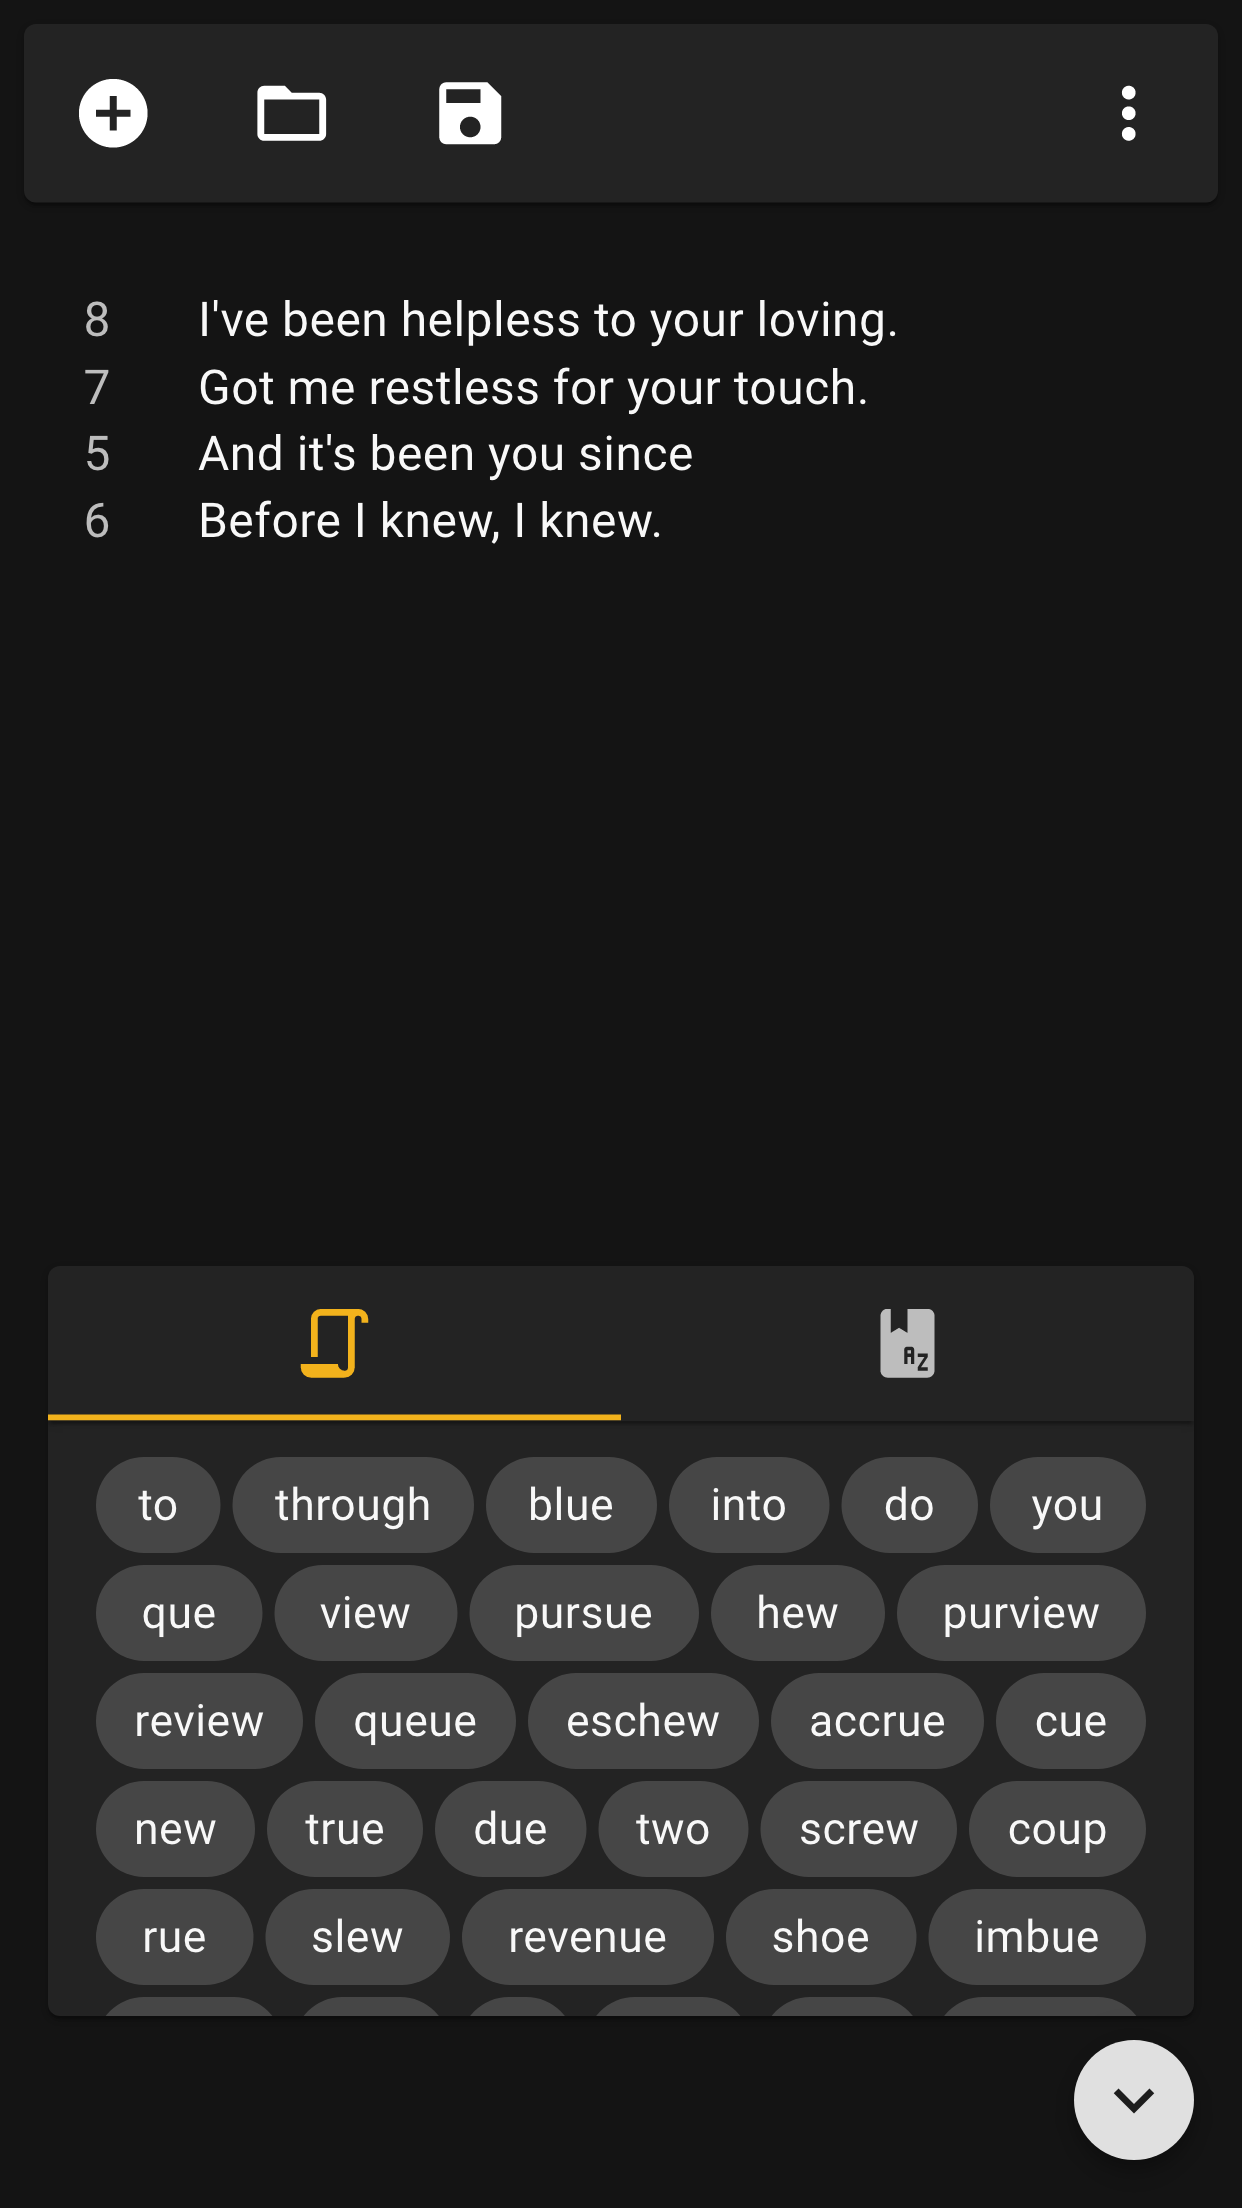 8 I've been helpless to your loving.
7 Got me restless for your touch.
5 And it's been you since
6 Before I knew, I knew.
AZ
to through blue into do you
que view pursue hew purview
review queue eschew accrue cue
new true due two screw coup
rue slew revenue shoe imbue